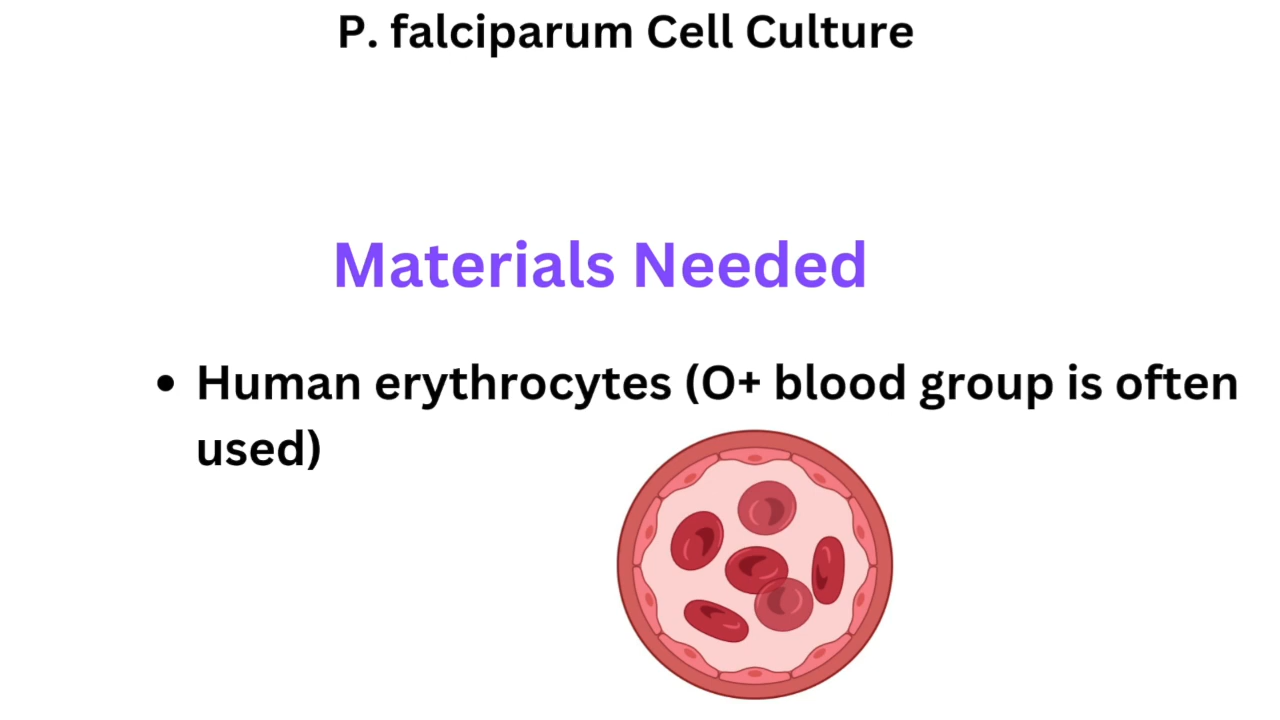 P. falciparum Cell Culture
Materials Needed
• Human erythrocytes (O+ blood group is often
used)